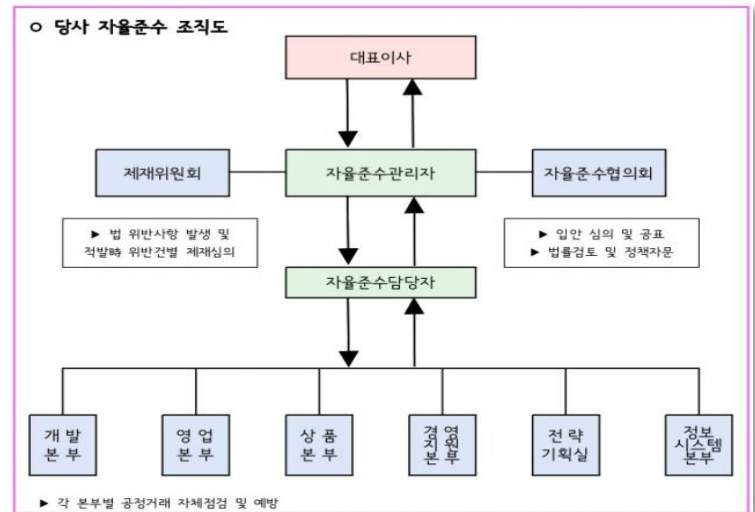 ㅇ 당사 자율준수 조직도
대표이사
제재위원회
자율준수관리자
자율준수협의회
▶ 법 위반사항 발생 및
적발時 위반건별 제재심의
▶ 입안 심의 및 공표
▶ 법률검토 및 정책자문
자율준수담당자
개 발
본 부
영 업
본 부
상 품
본 부
경 영
지 원
본 부
전 략
기획실
정보
시스템
본부
▶ 각 본부별 공정거래 자체점검 및 예방